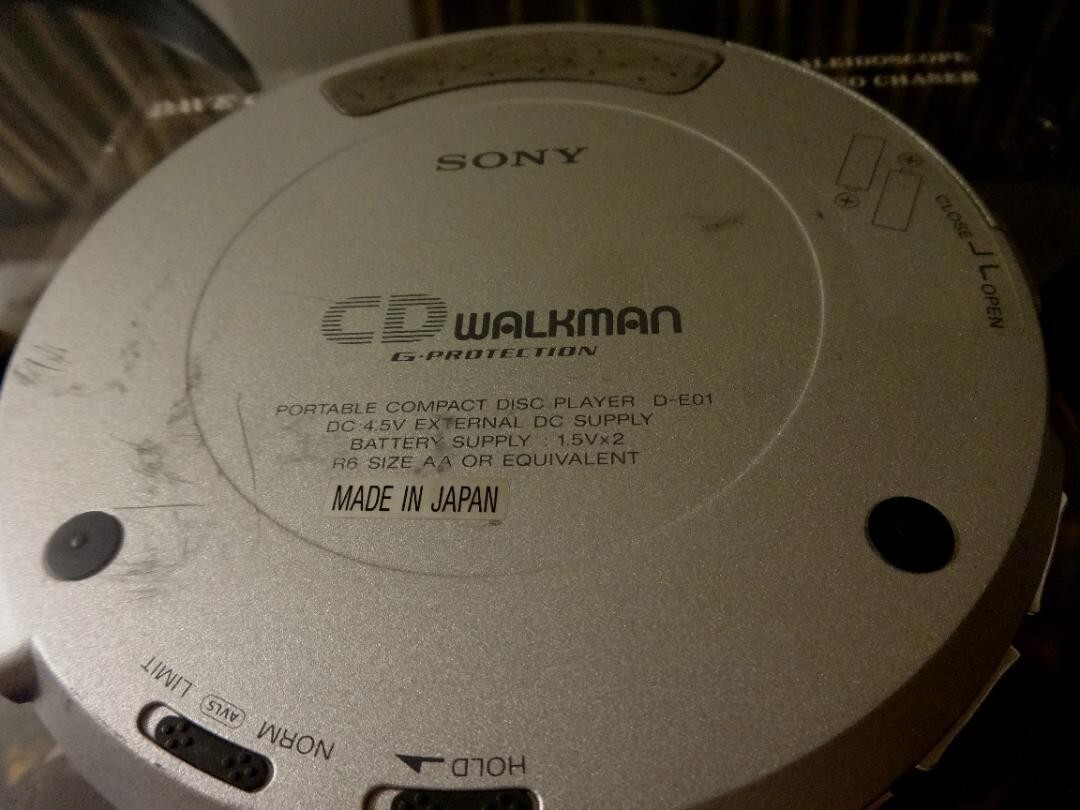 SONY
CLOSE
OPEN
CD WALKMAN
G-PROTECTION
PORTABLE COMPACT DISC PLAYER D-E01
DC:4.5V EXTERNAL DC SUPPLY
BATTERY SUPPLY : 1.5V×2
R6 SIZE AA OR EQUIVALENT
MADE IN JAPAN
LIMIT
AVLS
NORM
HOLD